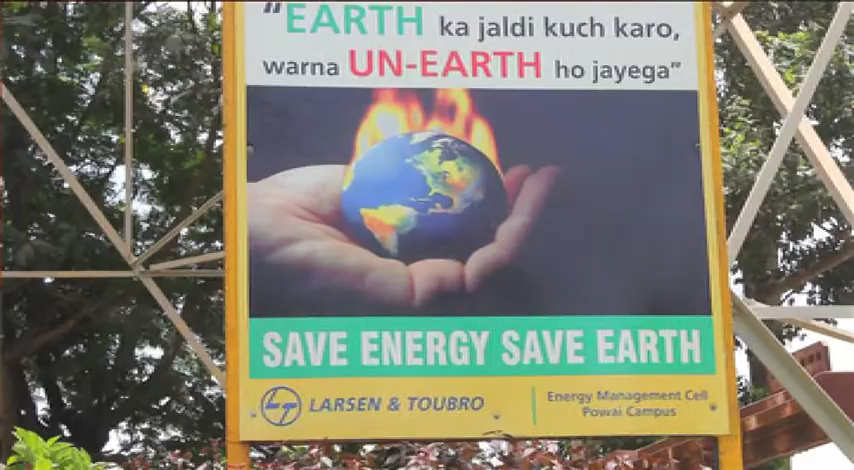 "EARTH ka jaldi kuch karo,
warna UN-EARTH ho jayega"
SAVE ENERGY SAVE EARTH
LARSEN & TOUBRO
Energy Management Cell
Powai Campus